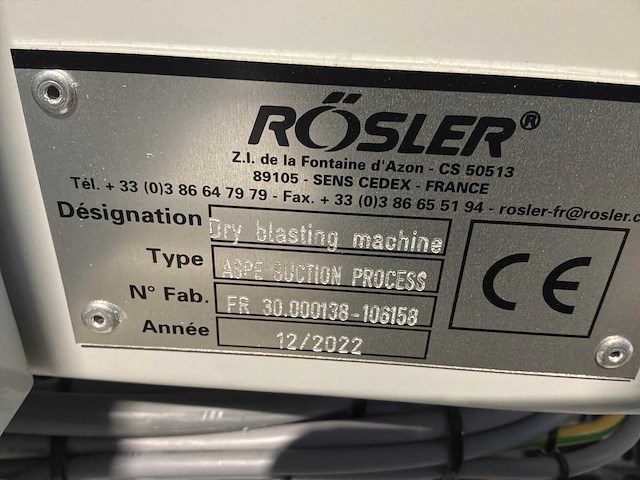 RÖSLER®
Z.I. de la Fontaine d'Azon - CS 50513
89105 - SENS CEDEX - FRANCE
Tél. + 33 (0)3 86 64 79 79 - Fax. + 33 (0)3 86 65 51 94 - rosler-fr@rosler.c
Désignation Dry blasting machine
Type ASPE SUCTION PROCESS
N° Fab. FR 30.000138-106158
Année 12/2022
CE